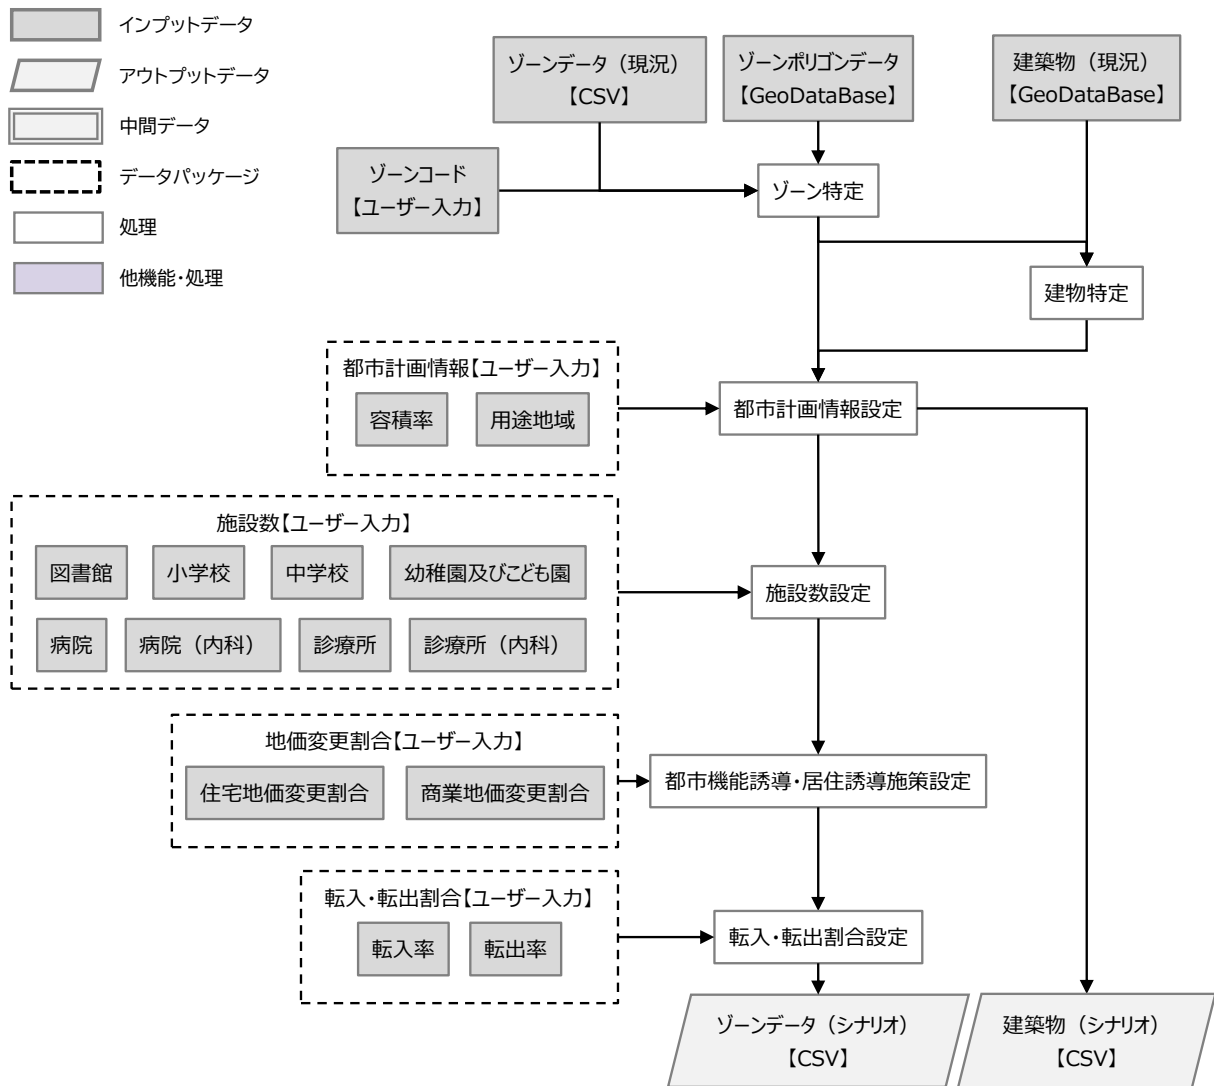 インプットデータ
アウトプットデータ
中間データ
データパッケージ
処理
他機能・処理
ゾーンデータ（現況）
【CSV】
ゾーンポリゴンデータ
【GeoDataBase】
建築物（現況）
【GeoDataBase】
ゾーンコード
【ユーザー入力】
ゾーン特定
建物特定
都市計画情報【ユーザー入力】
容積率
用途地域
都市計画情報設定
施設数【ユーザー入力】
図書館
小学校
中学校
幼稚園及びこども園
病院
病院（内科）
診療所
診療所（内科）
施設数設定
地価変更割合【ユーザー入力】
住宅地価変更割合
商業地価変更割合
都市機能誘導・居住誘導施策設定
転入・転出割合【ユーザー入力】
転入率
転出率
転入・転出割合設定
ゾーンデータ（シナリオ）
【CSV】
建築物（シナリオ）
【CSV】